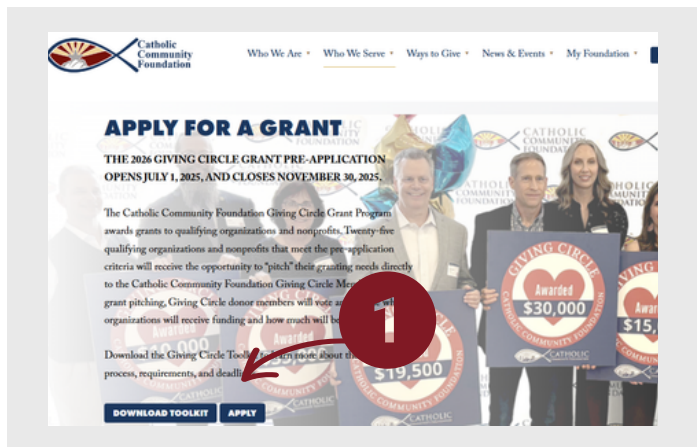 Catholic
Community
Foundation
Who We Are
Who We Serve
Ways to Give
News & Events
My Foundation
APPLY FOR A GRANT
THE 2026 GIVING CIRCLE GRANT PRE-APPLICATION
OPENS JULY 1, 2025, AND CLOSES NOVEMBER 30, 2025.
The Catholic Community Foundation Giving Circle Grant Program
awards grants to qualifying organizations and nonprofits. Twenty-five
qualifying organizations and nonprofits that meet the pre-application
criteria will receive the opportunity to "pitch" their granting needs directly
to the Catholic Community Foundation Giving Circle
grant pitching, Giving Circle donor members will vote
organizations will receive funding and how much will
Download the Giving Circle more about
process, requirements, and
DOWNLOAD TOOLKIT
APPLY
1
CATHOLIC
GIVING CIRCLE
Awarded
$30,000
CATHOLIC COMMUNITY FOUNDATION
Awarded
$15,
$19,500
CATHOLIC